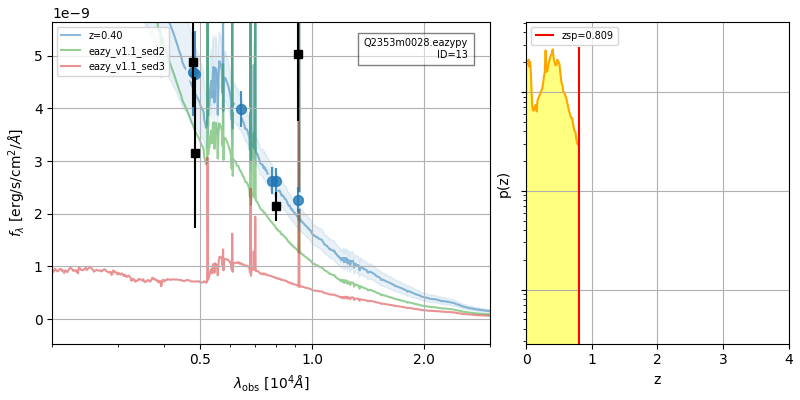 1e−9
z=0.40
eazy_v1.1_sed2
eazy_v1.1_sed3
Q2353m0028.eazypy
ID=13
5
4
3
2
1
0
f_λ [erg/s/cm²/Å]
0.5
1.0
2.0
λ_obs [10⁴Å]
zsp=0.809
p(z)
0
1
2
3
4
z